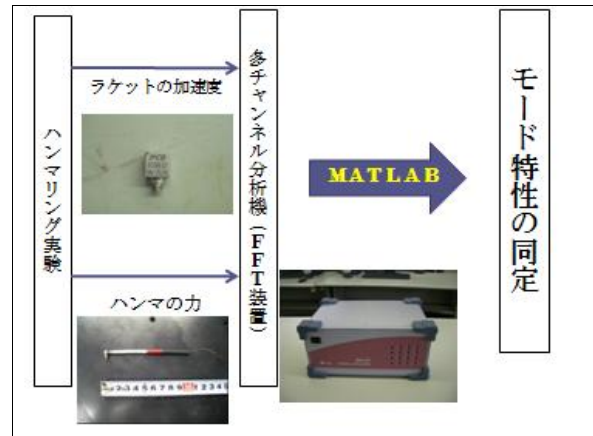 ハンマリング実験
ラケットの加速度
ハンマの力
多チャンネル分析機(FFT装置)
MATLAB
モード特性の同定